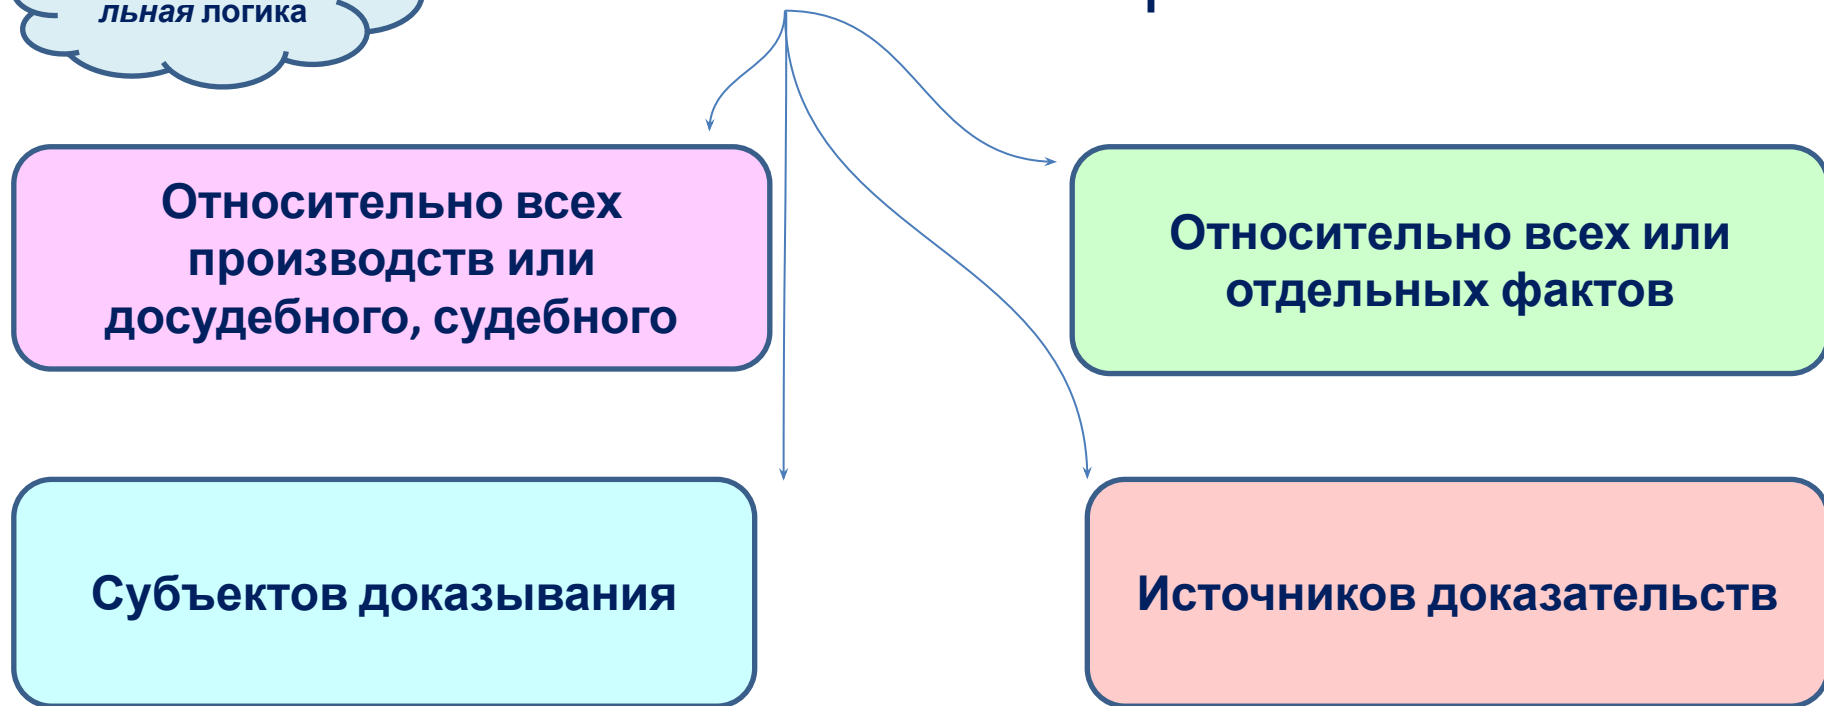 льная логика
Относительно всех
производств или
досудебного, судебного
Относительно всех или
отдельных фактов
Субъектов доказывания
Источников доказательств